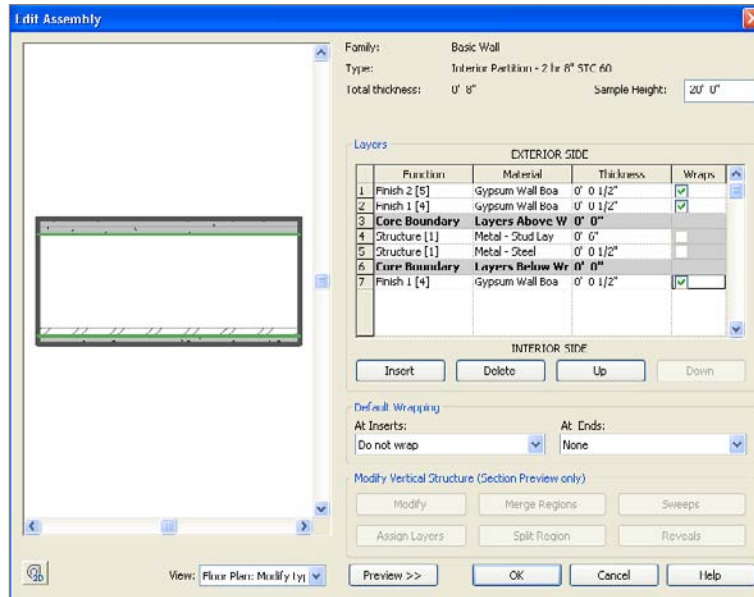 Edit Assembly
Family: Basic Wall
Type: Interior Partition - 2 hr 8" STC 60
Total thickness: 0' 8" Sample Height: 20' 0"
Layers
EXTERIOR SIDE
Function Material Thickness Wraps
1 Finish 2 [5] Gypsum Wall Boa 0' 0 1/2"
2 Finish 1 [4] Gypsum Wall Boa 0' 0 1/2"
3 Core Boundary Layers Above W 0' 0"
4 Structure [1] Metal - Stud Lay 0' 6"
5 Structure [1] Metal - Steel 0' 0 1/2"
6 Core Boundary Layers Below Wr 0' 0"
7 Finish 1 [4] Gypsum Wall Boa 0' 0 1/2"
INTERIOR SIDE
Insert Delete Up Down
Default Wrapping
At Inserts: At Ends:
Do not wrap None
Modify Vertical Structure (Section Preview only)
Modify Merge Regions Sweeps
Assign Layers Split Region Reveals
View: Floor Plan: Modify typ Preview >> OK Cancel Help